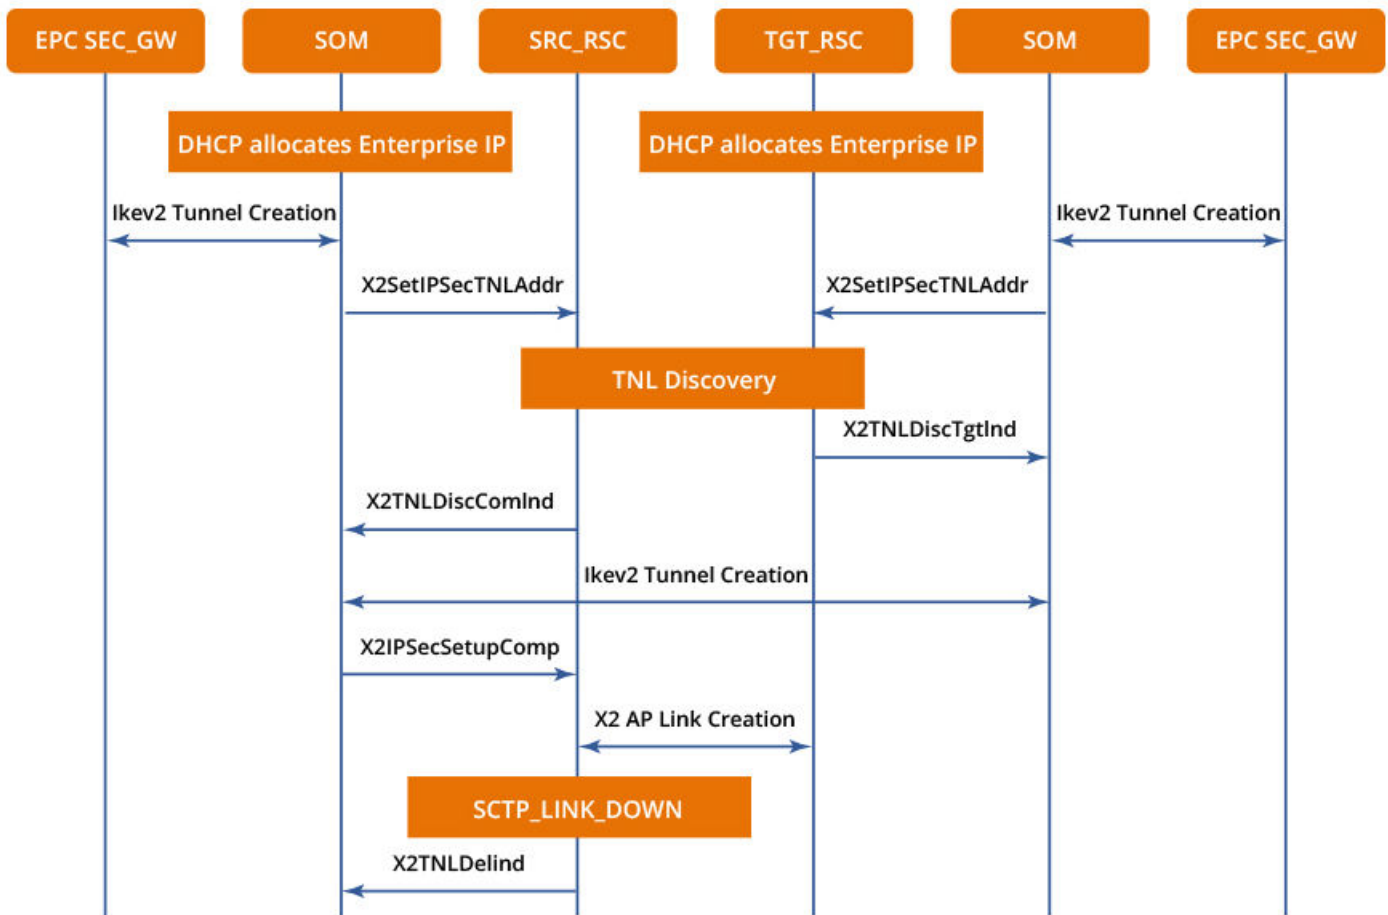 EPC SEC_GW
SOM
SRC_RSC
TGT_RSC
SOM
EPC SEC_GW
DHCP allocates Enterprise IP
DHCP allocates Enterprise IP
Ikev2 Tunnel Creation
Ikev2 Tunnel Creation
X2SetIPSecTNLAddr
X2SetIPSecTNLAddr
TNL Discovery
X2TNLDiscTgtInd
X2TNLDiscComInd
Ikev2 Tunnel Creation
X2IPSecSetupComp
X2 AP Link Creation
SCTP_LINK_DOWN
X2TNLDelind